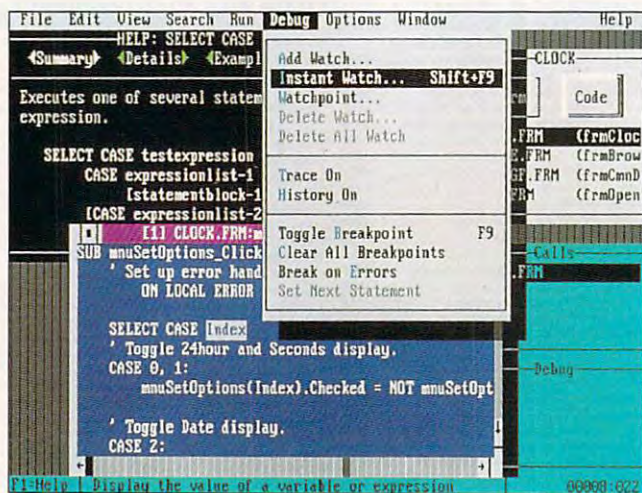 File Edit View Search Run Debug Options Window Help
HELP: SELECT CASE
◄Summary► ◄Details► ◄Exampl
Executes one of several statem
expression.
SELECT CASE testexpression
CASE expressionlist-1
[statementblock-1
[CASE expressionlist-2
Add Watch...
Instant Watch... Shift+F9
Watchpoint...
Delete Watch...
Delete All Watch
Trace On
History On
Toggle Breakpoint F9
Clear All Breakpoints
Break on Errors
Set Next Statement
CLOCK
rm
Code
.FRM (frmCloc
E.FRM (frmBrow
GF.FRM (frmCmnD
FRM (frmOpen
Calls
.FRM
Debug
[1] CLOCK.FRM:m
SUB mnuSetOptions_Click
' Set up error hand
ON LOCAL ERROR
SELECT CASE Index
' Toggle 24hour and Seconds display.
CASE 0, 1:
mnuSetOptions(Index).Checked = NOT mnuSetOpt
' Toggle Date display.
CASE 2:
F1=Help Display the value of a variable or expression 00008:022